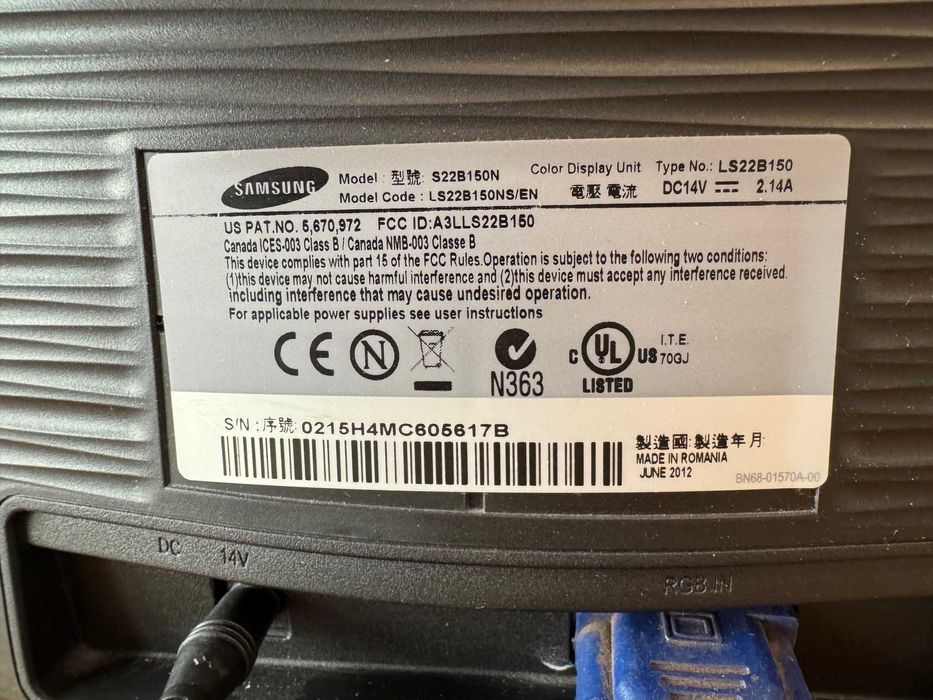 SAMSUNG
Model : 型號: S22B150N
Color Display Unit Type No.: LS22B150
Model Code : LS22B150NS/EN
電壓 電流 DC14V ⎓ 2.14A
US PAT.NO. 5,670,972 FCC ID:A3LLS22B150
Canada ICES-003 Class B / Canada NMB-003 Classe B
This device complies with part 15 of the FCC Rules.Operation is subject to the following two conditions:
(1)this device may not cause harmful interference and (2)this device must accept any interference received.
including interference that may cause undesired operation.
For applicable power supplies see user instructions
CE N N363 C UL US LISTED I.T.E. 70GJ
S/N : 序號: 0215H4MC605617B
製造國: 製造年月·
MADE IN ROMANIA
JUNE 2012
BN68-01570A-00
DC 14V
RGB IN